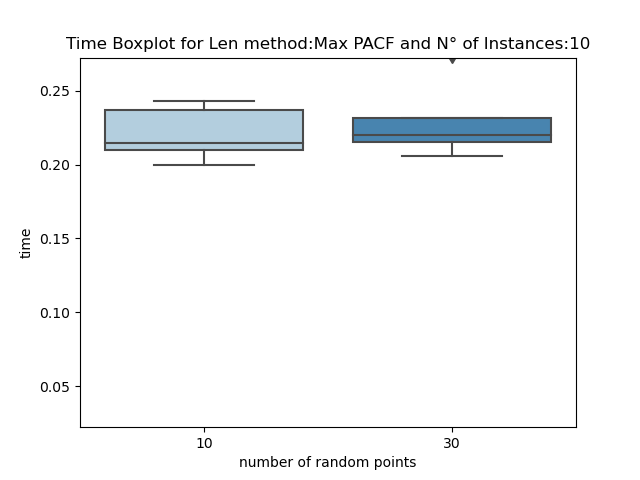 Time Boxplot for Len method:Max PACF and N° of Instances:10
0.25
0.20
0.15
0.10
0.05
time
10 30
number of random points